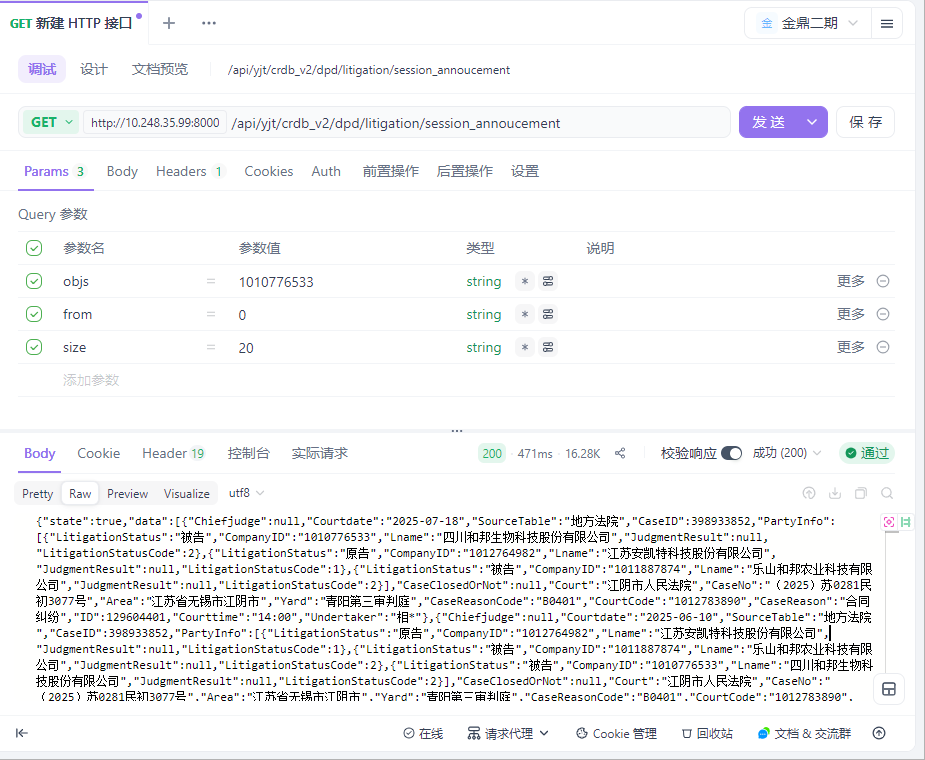 GET 新建 HTTP 接口
金 金鼎二期
调试 设计 文档预览 /api/yjt/crdb_v2/dpd/litigation/session_annoucement
GET http://10.248.35.99:8000 /api/yjt/crdb_v2/dpd/litigation/session_annoucement 发 送 保 存
Params 3 Body Headers 1 Cookies Auth 前置操作 后置操作 设置
Query 参数
参数名 参数值 类型 说明
objs = 1010776533 string * 更多
from = 0 string * 更多
size = 20 string * 更多
添加参数
Body Cookie Header 19 控制台 实际请求 200 471ms 16.28K 校验响应 成功 (200) 通过
Pretty Raw Preview Visualize utf8
{"state":true,"data":[{"Chiefjudge":null,"Courtdate":"2025-07-18","SourceTable":"地方法院","CaseID":398933852,"PartyInfo":
[{"LitigationStatus":"被告","CompanyID":"1010776533","Lname":"四川和邦生物科技股份有限公司","JudgmentResult":null,
"LitigationStatusCode":2},{"LitigationStatus":"原告","CompanyID":"1012764982","Lname":"江苏安凯特科技股份有限公司",
"JudgmentResult":null,"LitigationStatusCode":1},{"LitigationStatus":"被告","CompanyID":"1011887874","Lname":"乐山和邦农业科技有限
公司","JudgmentResult":null,"LitigationStatusCode":2}],"CaseClosedOrNot":null,"Court":"江阴市人民法院","CaseNo":"（2025）苏0281民
初3077号","Area":"江苏省无锡市江阴市","Yard":"青阳第三审判庭","CaseReasonCode":"B0401","CourtCode":"1012783890","CaseReason":"合同
纠纷","ID":129604401,"Courttime":"14:00","Undertaker":"相*"},{"Chiefjudge":null,"Courtdate":"2025-06-10","SourceTable":"地方法院
","CaseID":398933852,"PartyInfo":[{"LitigationStatus":"原告","CompanyID":"1012764982","Lname":"江苏安凯特科技股份有限公司",
"JudgmentResult":null,"LitigationStatusCode":1},{"LitigationStatus":"被告","CompanyID":"1011887874","Lname":"乐山和邦农业科技有限
公司","JudgmentResult":null,"LitigationStatusCode":2},{"LitigationStatus":"被告","CompanyID":"1010776533","Lname":"四川和邦生物科
技股份有限公司","JudgmentResult":null,"LitigationStatusCode":2}],"CaseClosedOrNot":null,"Court":"江阴市人民法院","CaseNo":"
（2025）苏0281民初3077号","Area":"江苏省无锡市江阴市","Yard":"青阳第三审判庭","CaseReasonCode":"B0401","CourtCode":"1012783890",
在线 请求代理 Cookie 管理 回收站 文档 & 交流群